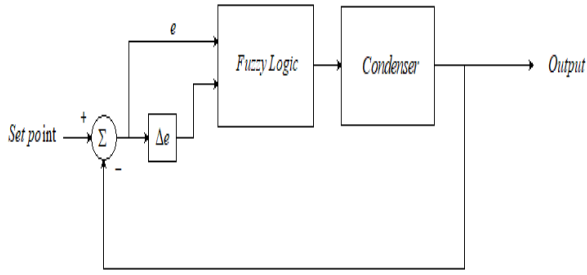 e
Fuzzy Logic
Condenser
Output
+
Set point
Σ
Δe
−